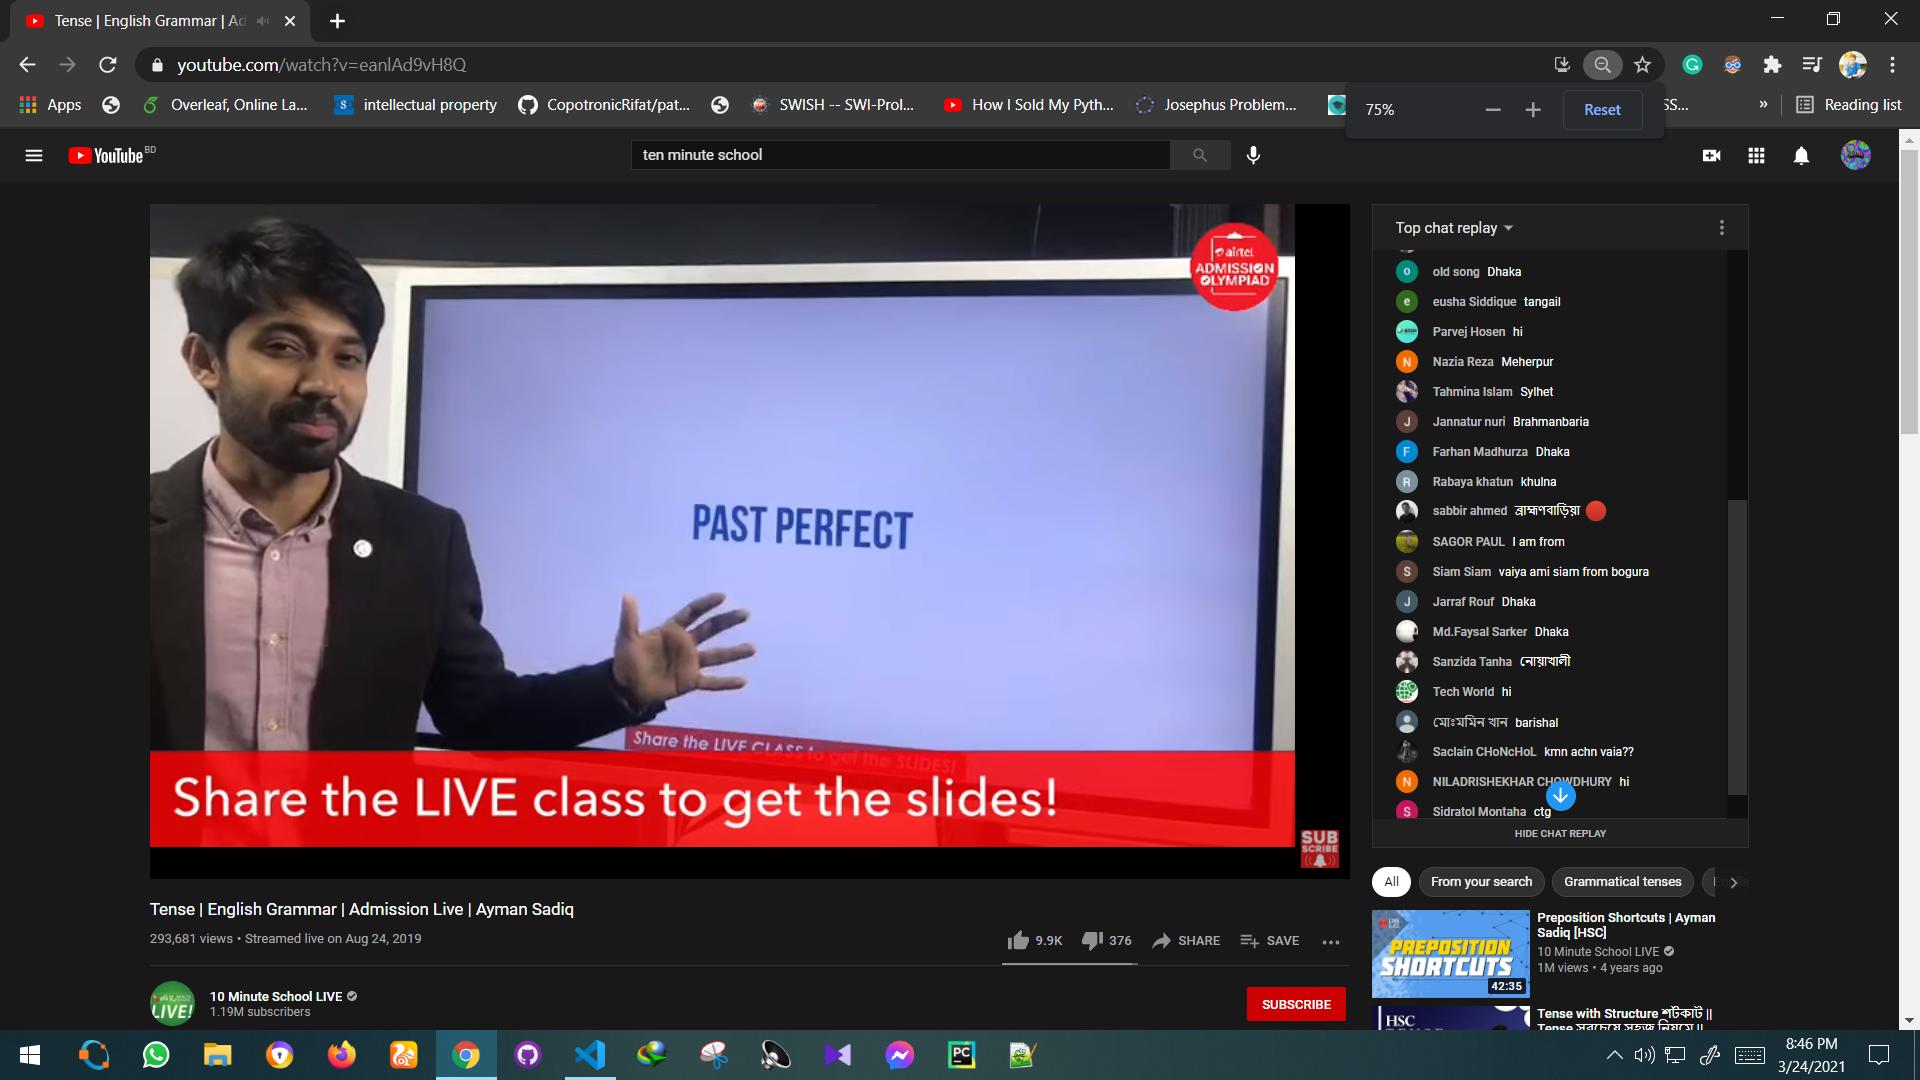 Tense | English Grammar | Ad
youtube.com/watch?v=eanlAd9vH8Q
Apps
Overleaf, Online La...
intellectual property
CopotronicRifat/pat...
SWISH -- SWI-Prol...
How I Sold My Pyth...
Josephus Problem...
SS...
»
Reading list
75%
Reset
YouTube BD
ten minute school
airtel
ADMISSION
OLYMPIAD
PAST PERFECT
Share the LIVE CLASS to get the SLIDES!
Share the LIVE class to get the slides!
SUB
SCRIBE
Top chat replay
old song Dhaka
eusha Siddique tangail
Parvej Hosen hi
Nazia Reza Meherpur
Tahmina Islam Sylhet
Jannatur nuri Brahmanbaria
Farhan Madhurza Dhaka
Rabaya khatun khulna
sabbir ahmed ব্রাহ্মণবাড়িয়া
SAGOR PAUL I am from
Siam Siam vaiya ami siam from bogura
Jarraf Rouf Dhaka
Md.Faysal Sarker Dhaka
Sanzida Tanha নোয়াখালী
Tech World hi
মোঃমমিন খান barishal
Saclain CHoNcHoL kmn achn vaia??
NILADRISHEKHAR CHOWDHURY hi
Sidratol Montaha ctg
HIDE CHAT REPLAY
Tense | English Grammar | Admission Live | Ayman Sadiq
293,681 views • Streamed live on Aug 24, 2019
9.9K
376
SHARE
SAVE
10 Minute School LIVE
1.19M subscribers
SUBSCRIBE
LIVE!
All
From your search
Grammatical tenses
PREPOSITION
SHORTCUTS
42:35
Preposition Shortcuts | Ayman
Sadiq [HSC]
10 Minute School LIVE
1M views • 4 years ago
HSC
Tense with Structure শর্টকাট ||
Tense সবচেয়ে সহজ নিয়মে ||
8:46 PM
3/24/2021